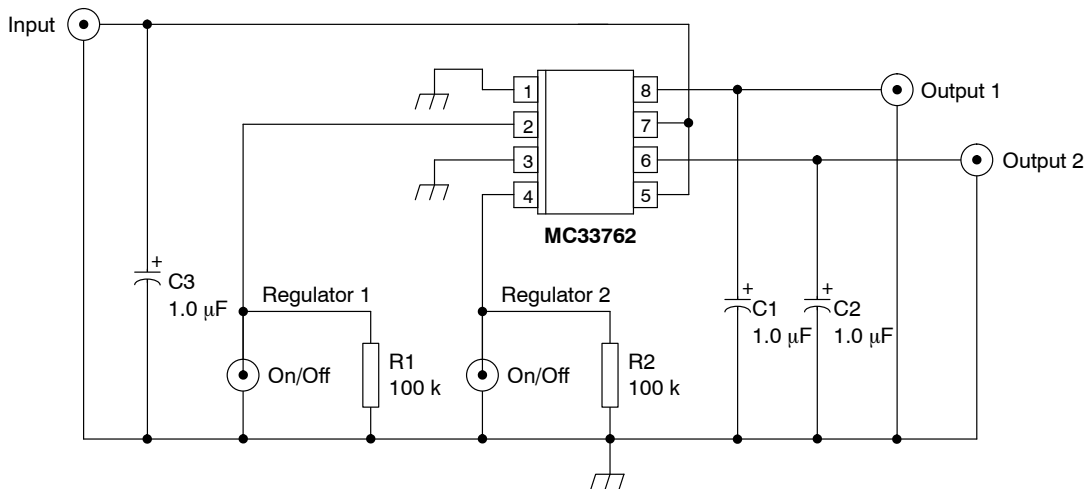 Input
1
2
3
4
8
7
6
5
MC33762
Output 1
Output 2
+
C3
1.0 μF
Regulator 1
On/Off
R1
100 k
Regulator 2
On/Off
R2
100 k
+
C1
1.0 μF
+
C2
1.0 μF